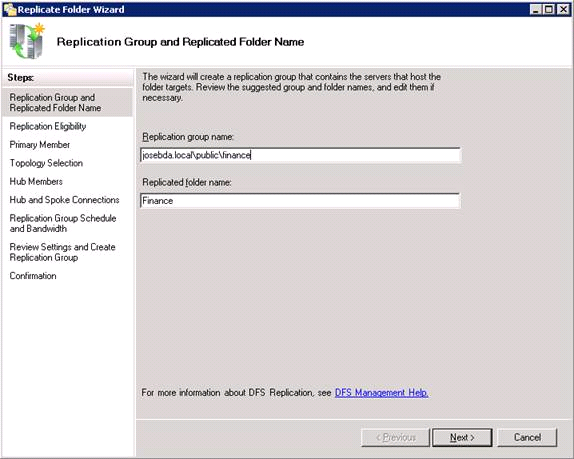 Replicate Folder Wizard
Replication Group and Replicated Folder Name
Steps:
Replication Group and
Replicated Folder Name
Replication Eligibility
Primary Member
Topology Selection
Hub Members
Hub and Spoke Connections
Replication Group Schedule
and Bandwidth
Review Settings and Create
Replication Group
Confirmation
The wizard will create a replication group that contains the servers that host the
folder targets. Review the suggested group and folder names, and edit them if
necessary.
Replication group name:
josebda.local\public\finance
Replicated folder name:
Finance
For more information about DFS Replication, see DFS Management Help.
< Previous
Next >
Cancel